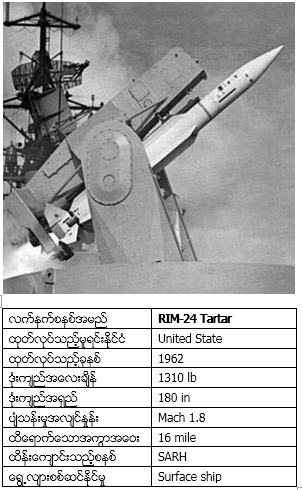 လက်နက်စနစ်အမည် RIM-24 Tartar
ထုတ်လုပ်သည့်မူရင်းနိုင်ငံ United State
ထုတ်လုပ်သည့်ခုနှစ် 1962
ဒုံးကျည်အလေးချိန် 1310 lb
ဒုံးကျည်အရှည် 180 in
ပျံသန်းမှုအလျင်နှုန်း Mach 1.8
ထိရောက်သောအကွာအဝေး 16 mile
ထိန်းကျောင်းသည့်စနစ် SARH
ရွေ့လျားစစ်ဆင်နိုင်မှု Surface ship